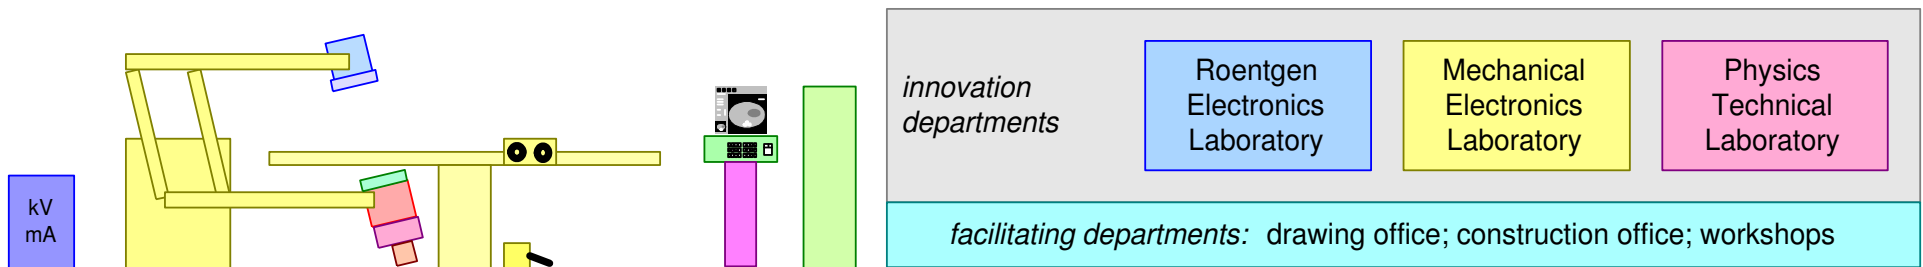 kV
mA
innovation
departments
Roentgen
Electronics
Laboratory
Mechanical
Electronics
Laboratory
Physics
Technical
Laboratory
facilitating departments: drawing office; construction office; workshops